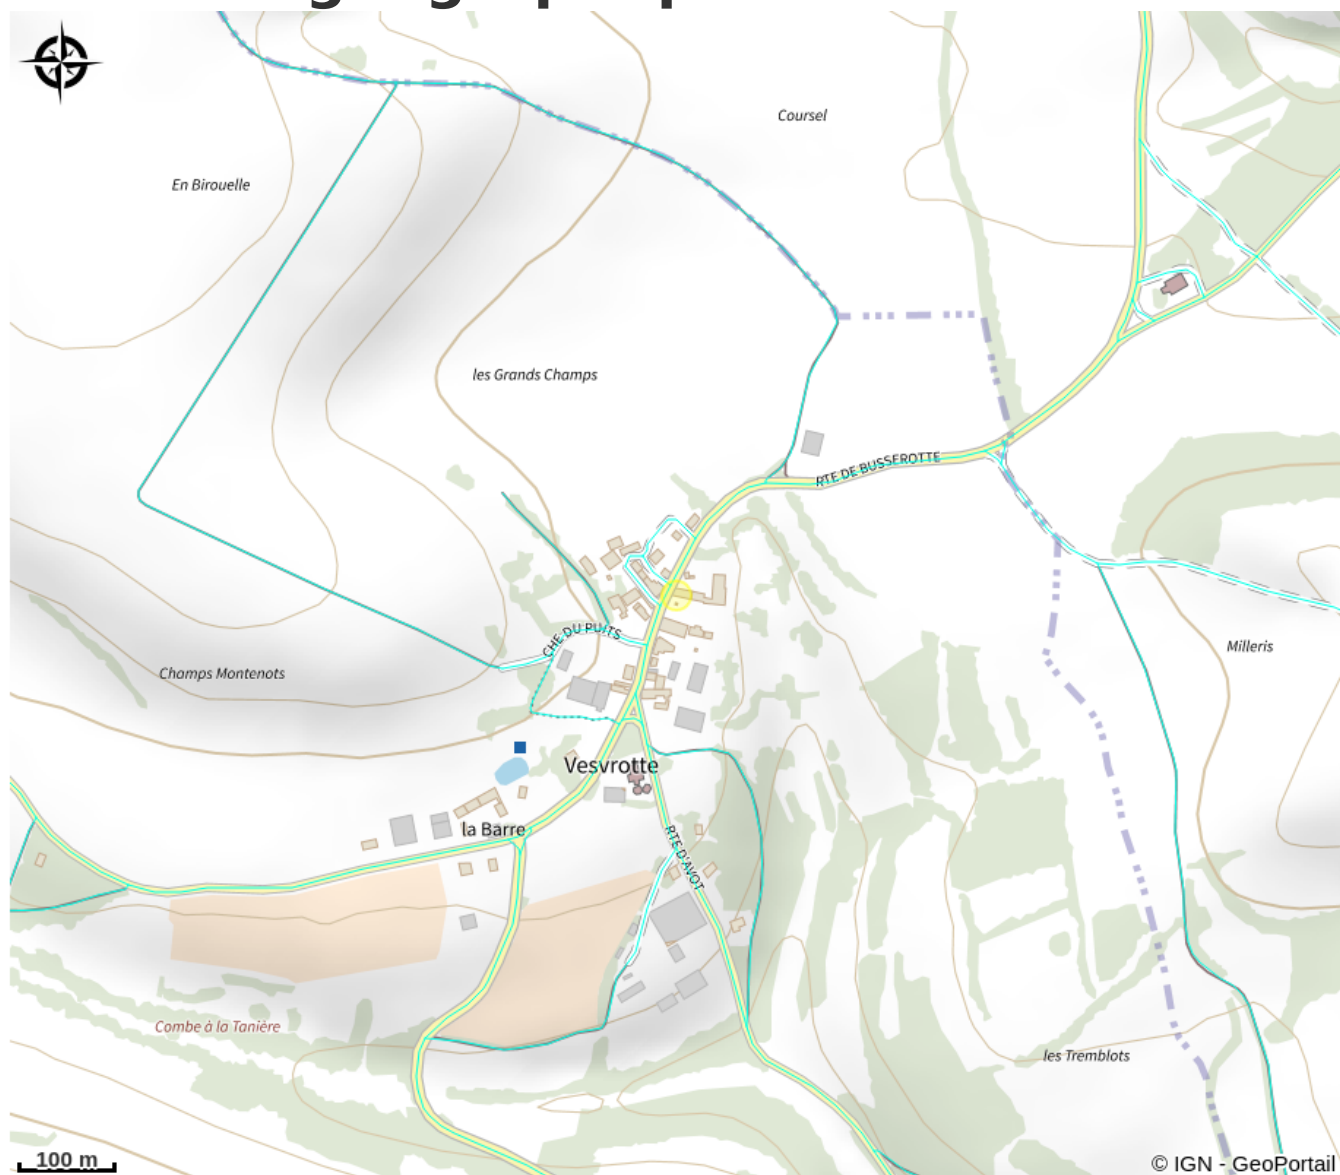 Coursel
En Birouelle
les Grands Champs
RTE DE BUSSEROTTE
CHE DU PUITS
Milleris
Champs Montenots
Vesvrotte
la Barre
RTE D'AVOT
Combe à la Tanière
les Tremblots
100 m
© IGN - GeoPortail